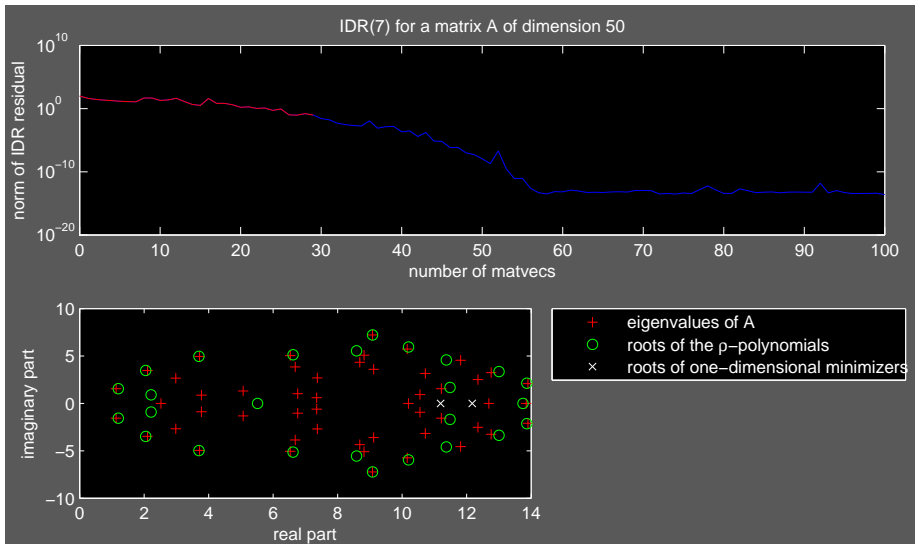 IDR(7) for a matrix A of dimension 50
10^10
10^0
10^−10
10^−20
norm of IDR residual
0 10 20 30 40 50 60 70 80 90 100
number of matvecs
10
5
0
−5
−10
imaginary part
0 2 4 6 8 10 12 14
real part
eigenvalues of A
roots of the ρ−polynomials
roots of one−dimensional minimizers